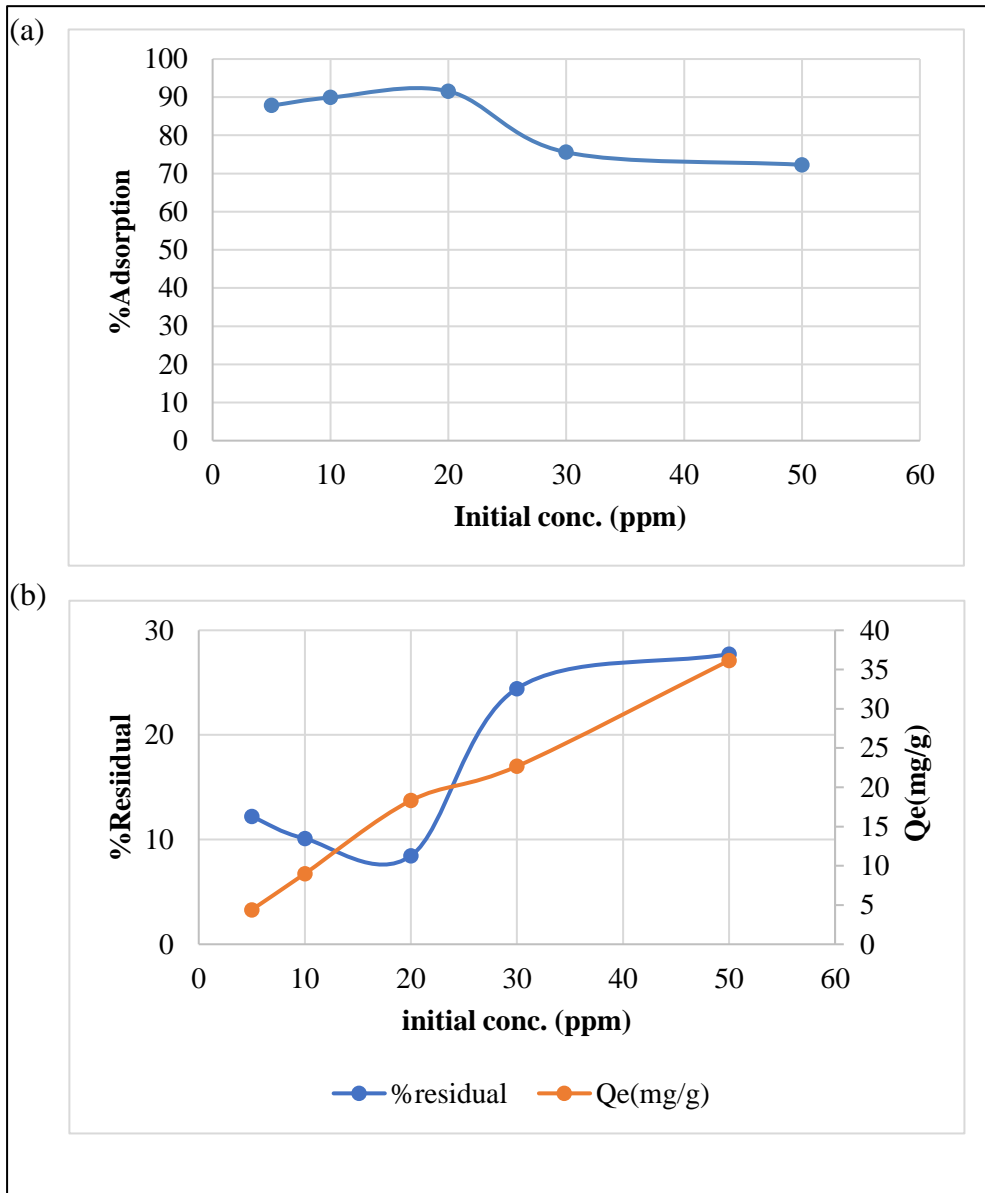 (a)
100
90
80
70
60
50
40
30
20
10
0
%Adsorption
0 10 20 30 40 50 60
Initial conc. (ppm)
(b)
30
20
10
0
%Resiidual
40
35
30
25
20
15
10
5
0
Qe(mg/g)
0 10 20 30 40 50 60
initial conc. (ppm)
%residual Qe(mg/g)